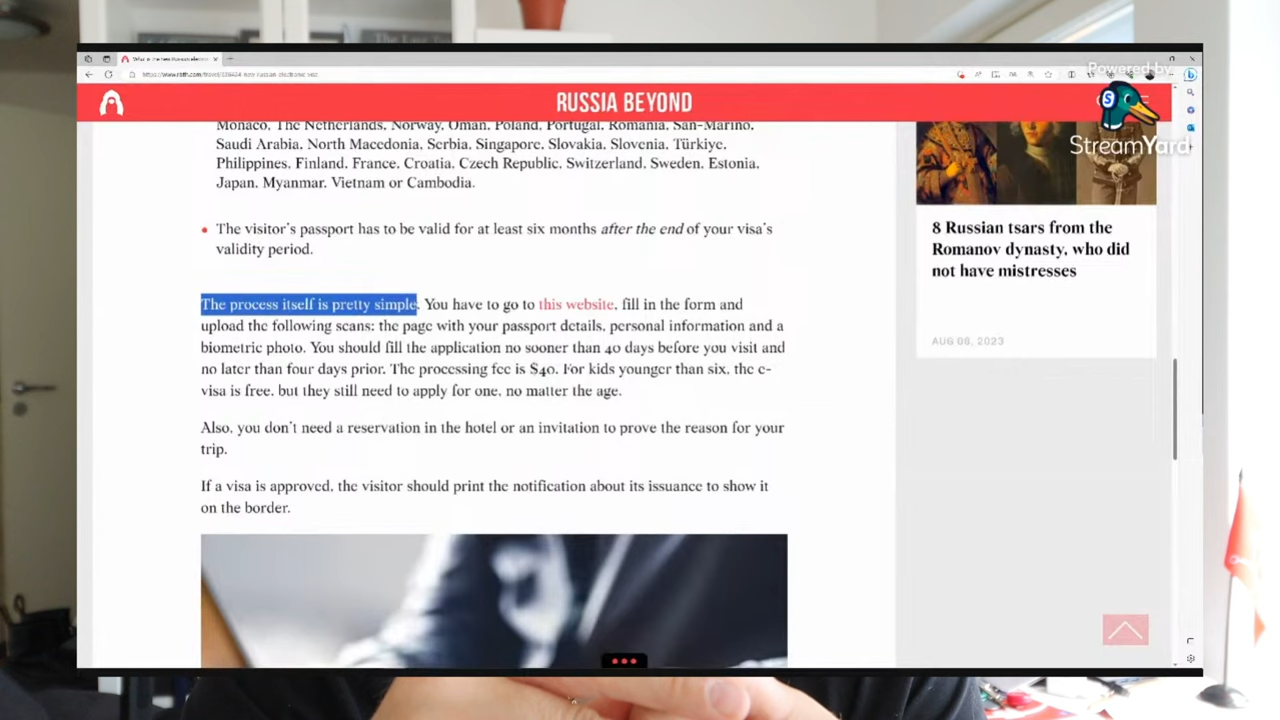 Powered by
StreamYard
RUSSIA BEYOND
Monaco, The Netherlands, Norway, Oman, Poland, Portugal, Romania, San-Marino,
Saudi Arabia, North Macedonia, Serbia, Singapore, Slovakia, Slovenia, Türkiye,
Philippines, Finland, France, Croatia, Czech Republic, Switzerland, Sweden, Estonia,
Japan, Myanmar, Vietnam or Cambodia.
The visitor's passport has to be valid for at least six months after the end of your visa's
validity period.
The process itself is pretty simple. You have to go to this website, fill in the form and
upload the following scans: the page with your passport details, personal information and a
biometric photo. You should fill the application no sooner than 40 days before you visit and
no later than four days prior. The processing fee is $40. For kids younger than six, the e-
visa is free, but they still need to apply for one, no matter the age.
Also, you don't need a reservation in the hotel or an invitation to prove the reason for your
trip.
If a visa is approved, the visitor should print the notification about its issuance to show it
on the border.
8 Russian tsars from the
Romanov dynasty, who did
not have mistresses
AUG 08, 2023